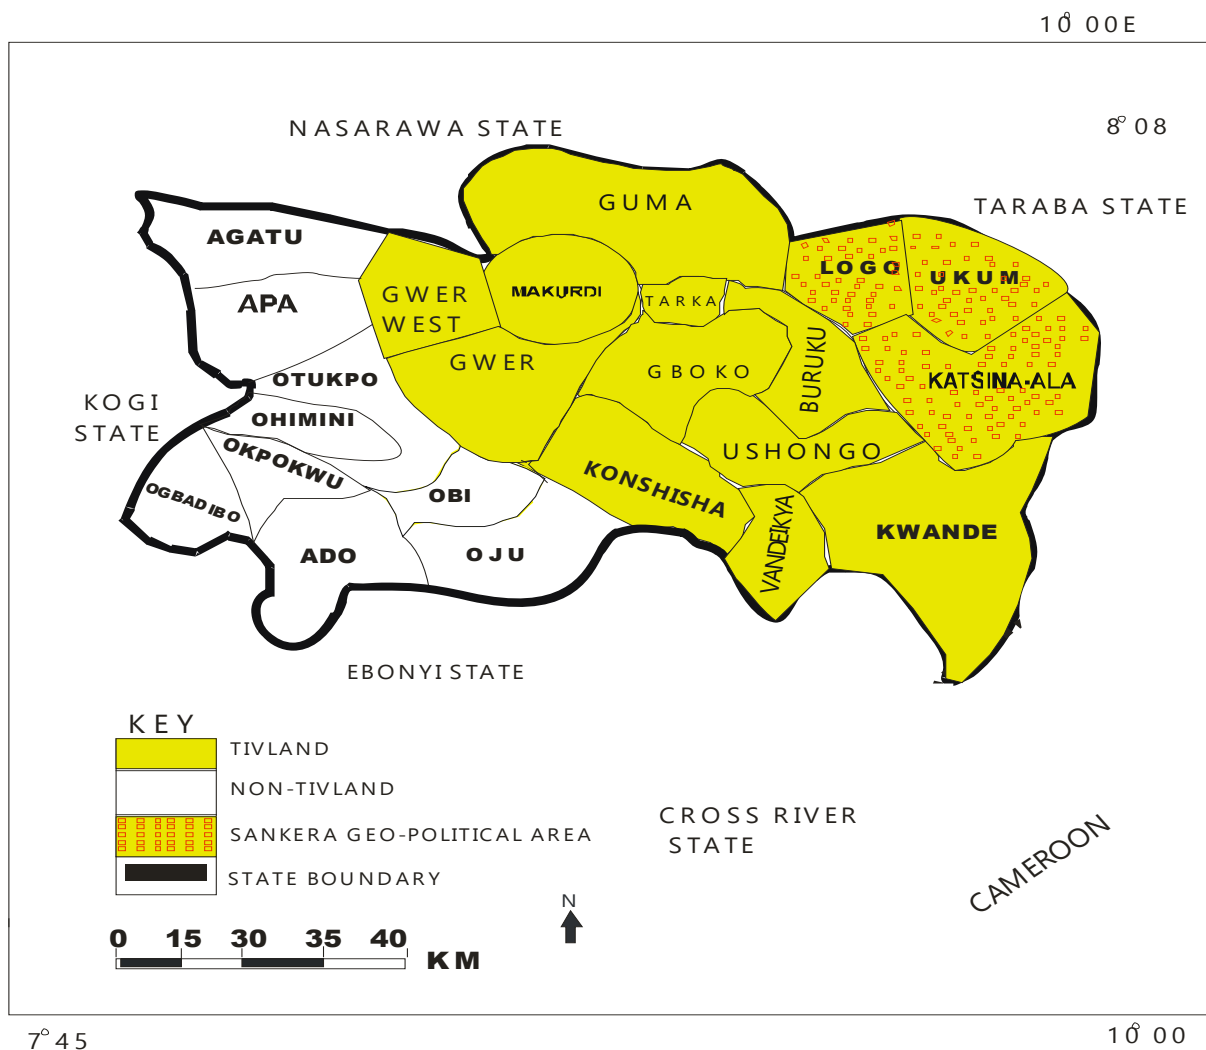 10° 00E
8° 08
NASARAWA STATE
TARABA STATE
GUMA
AGATU
LOGO
UKUM
APA
GWER
WEST
MAKURDI
TARKA
GWER
GBOKO
BURUKU
KATSINA-ALA
OTUKPO
KOGI
STATE
OHIMINI
OKPOKWU
USHONGO
OGBADIBO
OBI
KONSHISHA
VANDEIKYA
KWANDE
ADO
OJU
EBONYI STATE
KEY
TIVLAND
NON-TIVLAND
SANKERA GEO-POLITICAL AREA
STATE BOUNDARY
CROSS RIVER
STATE
CAMEROON
N
0 15 30 35 40
KM
7° 45
10° 00